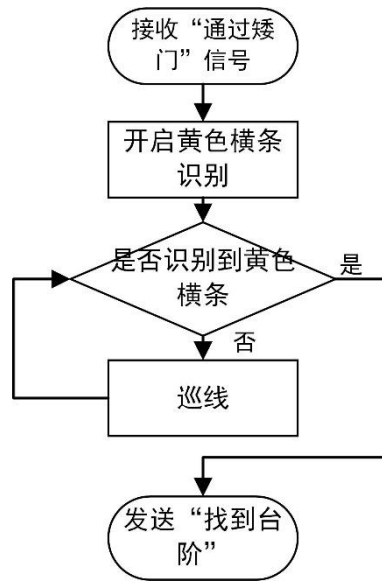 接收“通过矮
门”信号
开启黄色横条
识别
是否识别到黄色
横条
是
否
巡线
发送“找到台
阶”